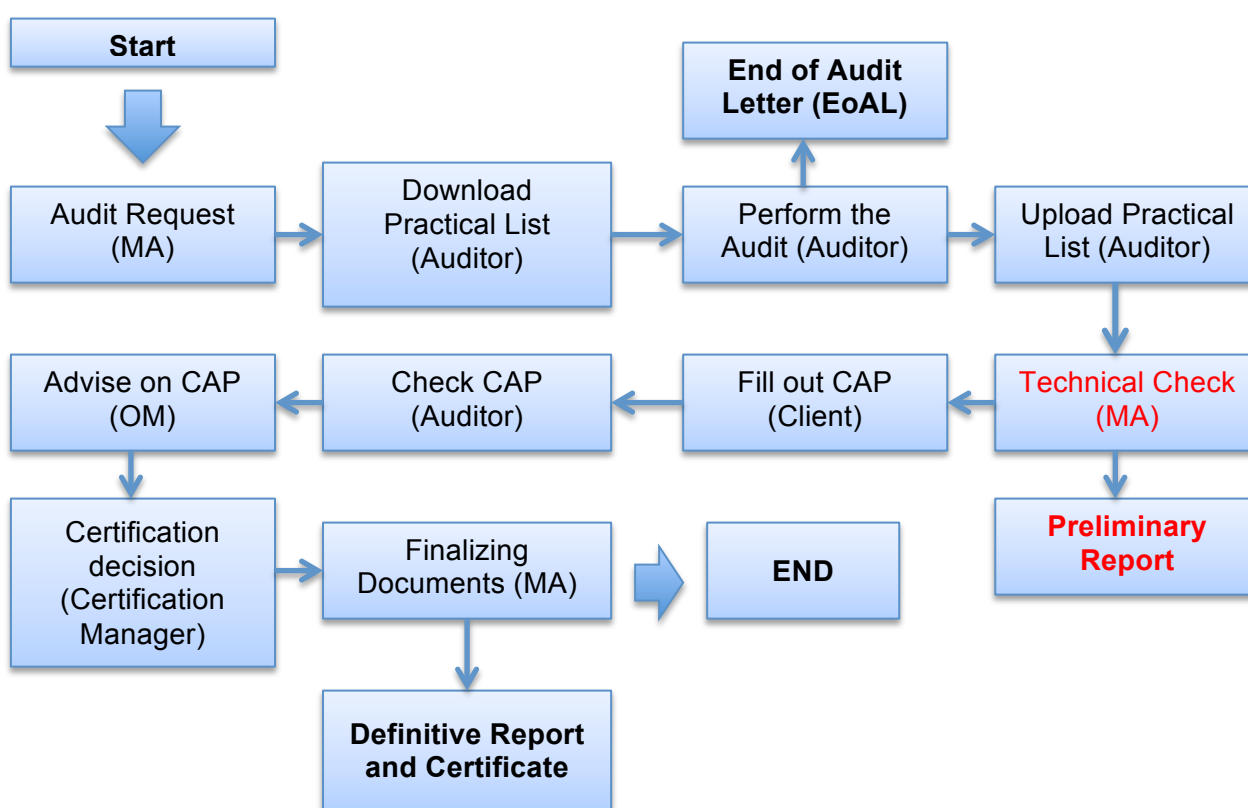 Start
End of Audit
Letter (EoAL)
Audit Request
(MA)
Download
Practical List
(Auditor)
Perform the
Audit (Auditor)
Upload Practical
List (Auditor)
Advise on CAP
(OM)
Check CAP
(Auditor)
Fill out CAP
(Client)
Technical Check
(MA)
Certification
decision
(Certification
Manager)
Finalizing
Documents (MA)
END
Preliminary
Report
Definitive Report
and Certificate